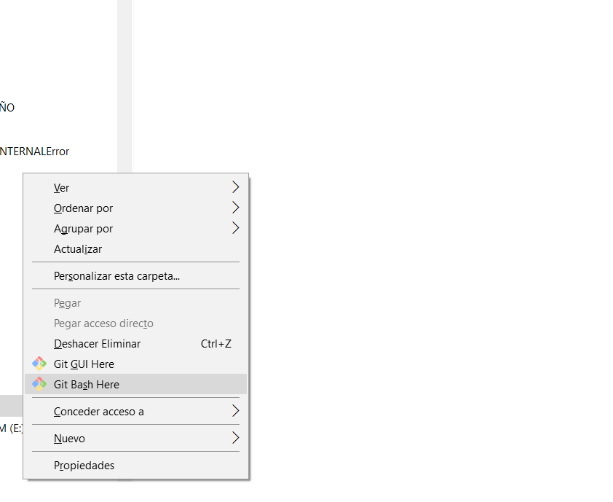 ÑO
NTERNALError
Ver
Ordenar por
Agrupar por
Actualizar
Personalizar esta carpeta...
Pegar
Pegar acceso directo
Deshacer Eliminar Ctrl+Z
Git GUI Here
Git Bash Here
Conceder acceso a
M (E:)
Nuevo
Propiedades